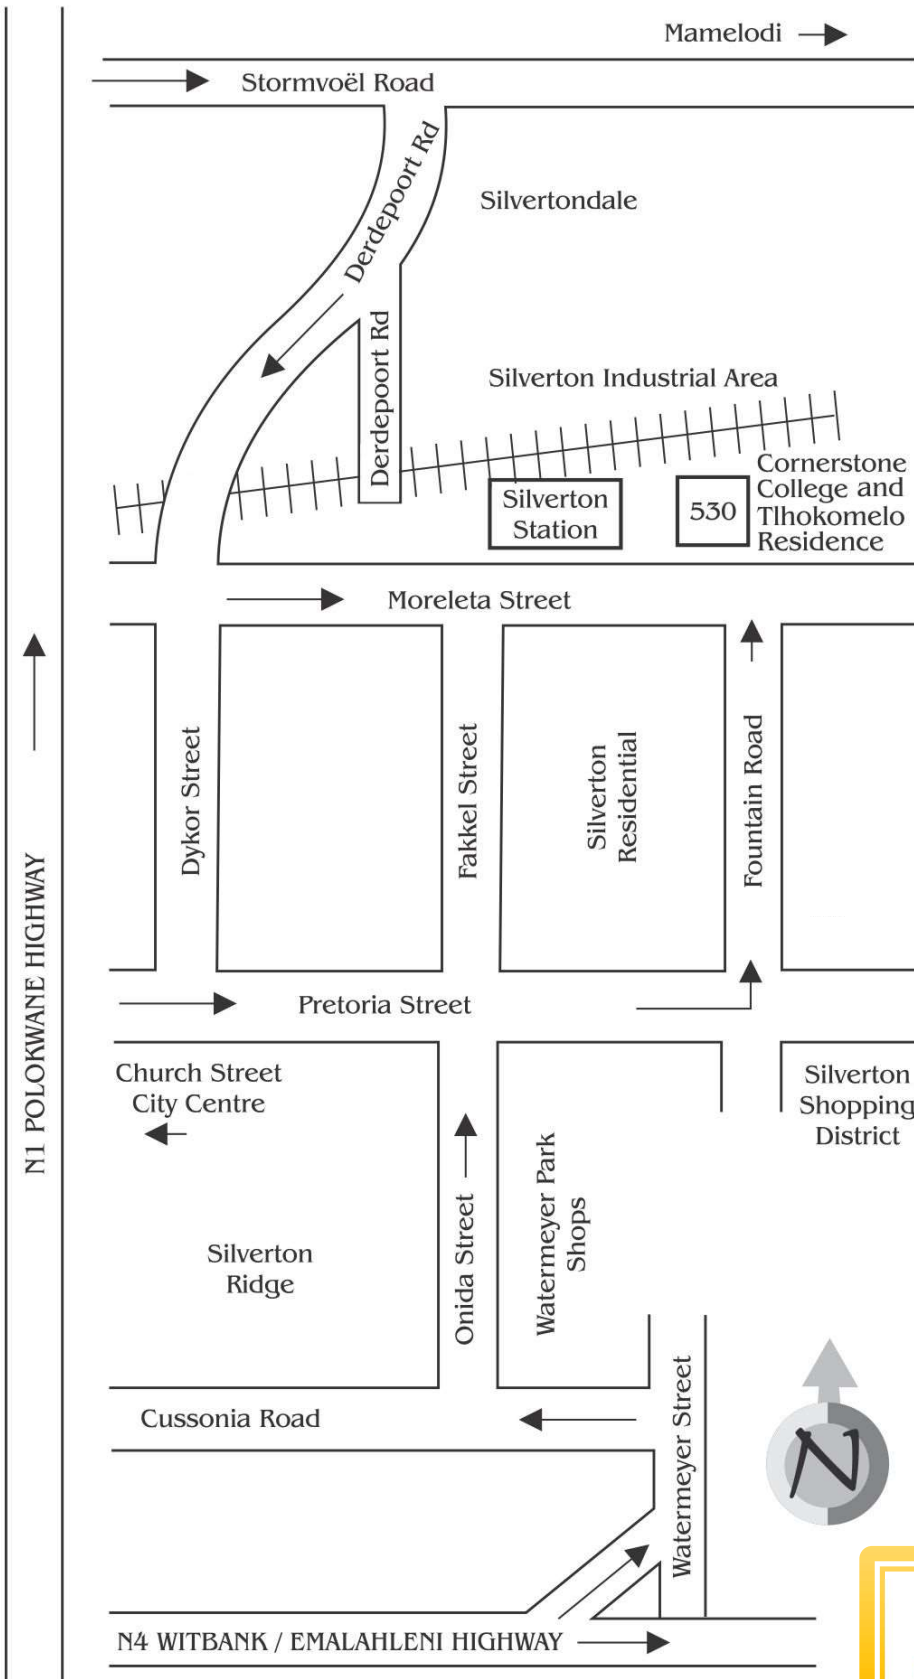 Mamelodi
Stormvoël Road
Derdepoort Rd
Silvertondale
Derdepoort Rd
Silverton Industrial Area
Silverton
Station
530
Cornerstone
College and
Tlhokomelo
Residence
Moreleta Street
Dykor Street
Fakkel Street
Silverton
Residential
Fountain Road
N1 POLOKWANE HIGHWAY
Pretoria Street
Church Street
City Centre
Silverton
Shopping
District
Silverton
Ridge
Onida Street
Watermeyer Park
Shops
Cussonia Road
Watermeyer Street
N
N4 WITBANK / EMALAHLENI HIGHWAY